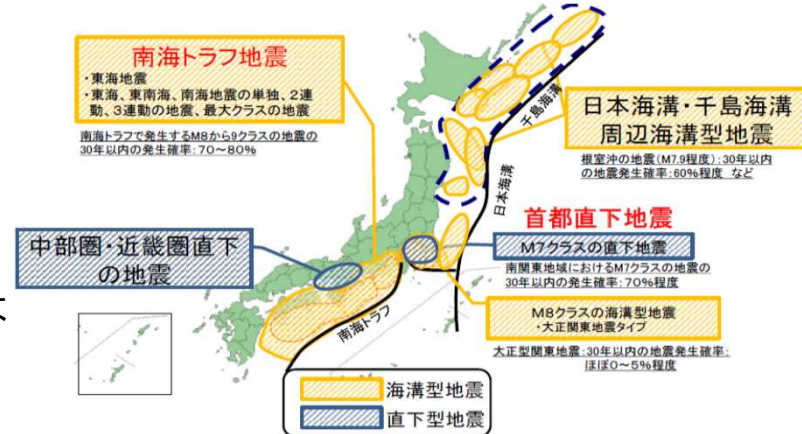 南海トラフ地震
・東海地震
・東海、東南海、南海地震の単独、2連
動、3連動の地震、最大クラスの地震
南海トラフで発生するM8から9クラスの地震の
30年以内の発生確率：70～80％
千島海溝
日本海溝・千島海溝
周辺海溝型地震
根室沖の地震（M7.9程度）：30年以内
の地震発生確率：60％程度 など
日本海溝
首都直下地震
M7クラスの直下地震
南関東地域におけるM7クラスの地震の
30年以内の発生確率：70％程度
中部圏・近畿圏直下
の地震
M8クラスの海溝型地震
・大正関東地震タイプ
大正型関東地震：30年以内の地震発生確率：
ほぼ0～5％程度
南海トラフ
海溝型地震
直下型地震